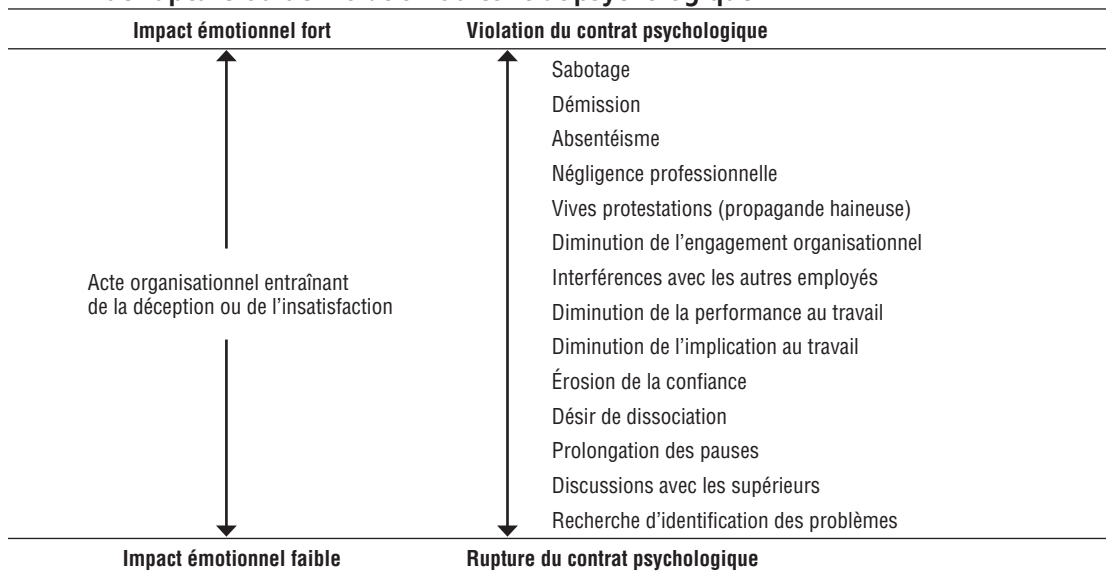 Impact émotionnel fort Violation du contrat psychologique
Sabotage
Démission
Absentéisme
Négligence professionnelle
Vives protestations (propagande haineuse)
Diminution de l'engagement organisationnel
Acte organisationnel entraînant
de la déception ou de l'insatisfaction
Interférences avec les autres employés
Diminution de la performance au travail
Diminution de l'implication au travail
Érosion de la confiance
Désir de dissociation
Prolongation des pauses
Discussions avec les supérieurs
Recherche d'identification des problèmes
Impact émotionnel faible Rupture du contrat psychologique